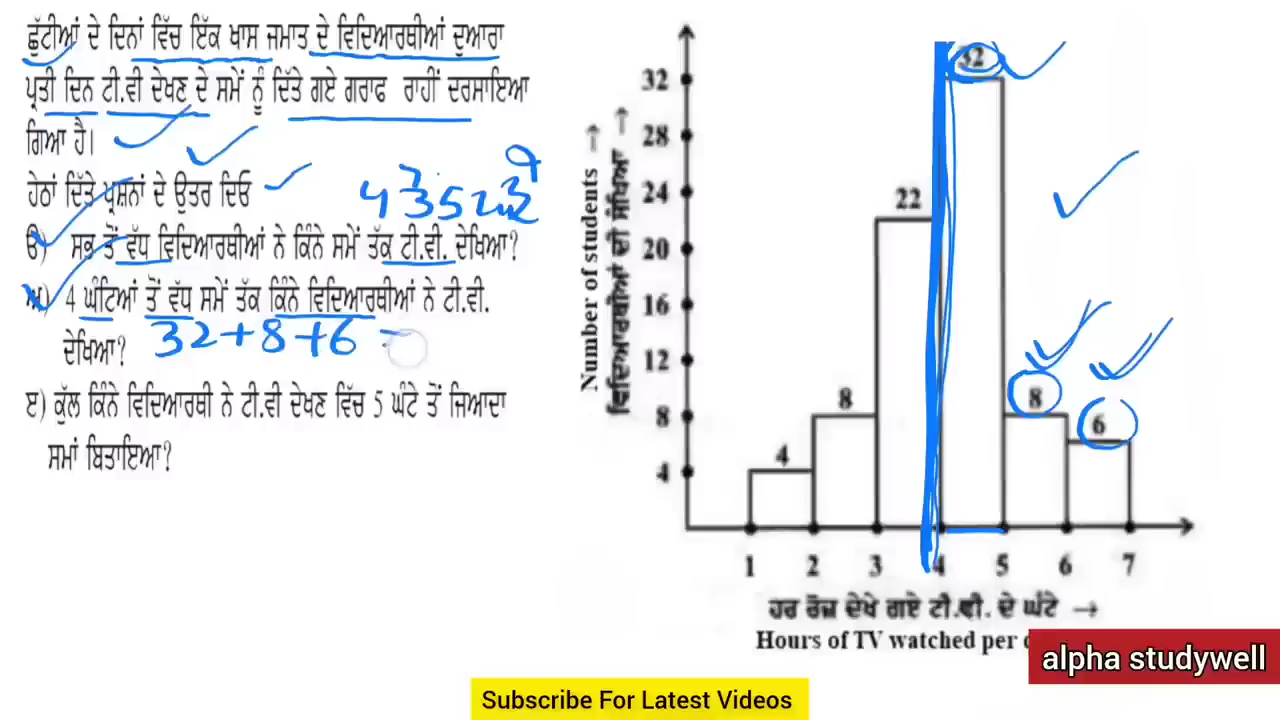 ਛੁੱਟੀਆਂ ਦੇ ਦਿਨਾਂ ਵਿੱਚ ਇੱਕ ਖਾਸ ਜਮਾਤ ਦੇ ਵਿਦਿਆਰਥੀਆਂ ਦੁਆਰਾ
ਪ੍ਰਤੀ ਦਿਨ ਟੀ.ਵੀ ਦੇਖਣ ਦੇ ਸਮੇਂ ਨੂੰ ਦਿੱਤੇ ਗਏ ਗਰਾਫ ਰਾਹੀਂ ਦਰਸਾਇਆ
ਗਿਆ ਹੈ।
ਹੇਠਾਂ ਦਿੱਤੇ ਪ੍ਰਸ਼ਨਾਂ ਦੇ ਉਤਰ ਦਿਓ
ੳ) ਸਭ ਤੋਂ ਵੱਧ ਵਿਦਿਆਰਥੀਆਂ ਨੇ ਕਿੰਨੇ ਸਮੇਂ ਤੱਕ ਟੀ.ਵੀ. ਦੇਖਿਆ?
ਅ) 4 ਘੰਟਿਆਂ ਤੋਂ ਵੱਧ ਸਮੇਂ ਤੱਕ ਕਿੰਨੇ ਵਿਦਿਆਰਥੀਆਂ ਨੇ ਟੀ.ਵੀ.
ਦੇਖਿਆ? 32+8+6 =
ੲ) ਕੁੱਲ ਕਿੰਨੇ ਵਿਦਿਆਰਥੀ ਨੇ ਟੀ.ਵੀ ਦੇਖਣ ਵਿੱਚ 5 ਘੰਟੇ ਤੋਂ ਜਿਆਦਾ
ਸਮਾਂ ਬਿਤਾਇਆ?
Number of students
ਵਿਦਿਆਰਥੀਆਂ ਦੀ ਸੰਖਿਆ
32
28
24
20
16
12
8
4
4
8
22
32
8
6
1 2 3 4 5 6 7
ਹਰ ਰੋਜ਼ ਦੇਖੇ ਗਏ ਟੀ.ਵੀ. ਦੇ ਘੰਟੇ
Hours of TV watched per
alpha studywell
Subscribe For Latest Videos